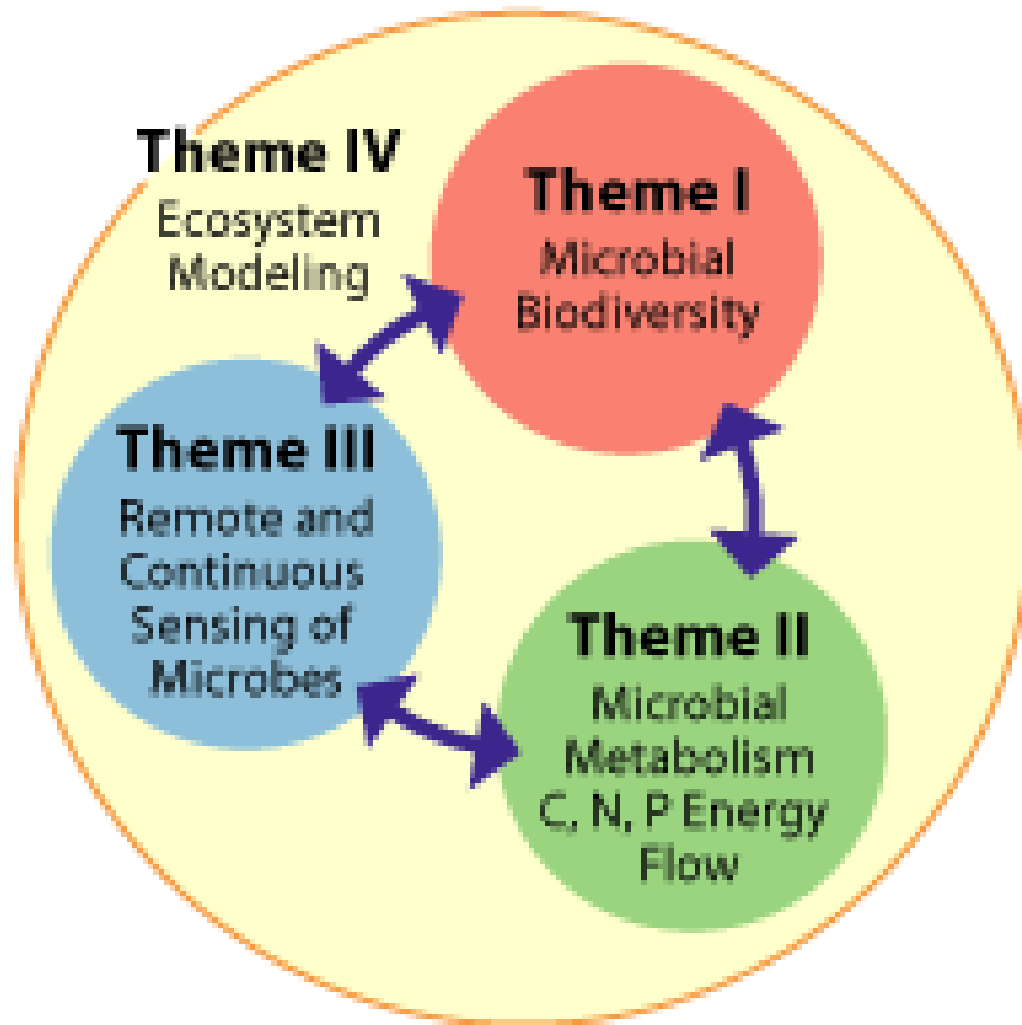 Theme IV
Ecosystem
Modeling
Theme I
Microbial
Biodiversity
Theme III
Remote and
Continuous
Sensing of
Microbes
Theme II
Microbial
Metabolism
C, N, P Energy
Flow